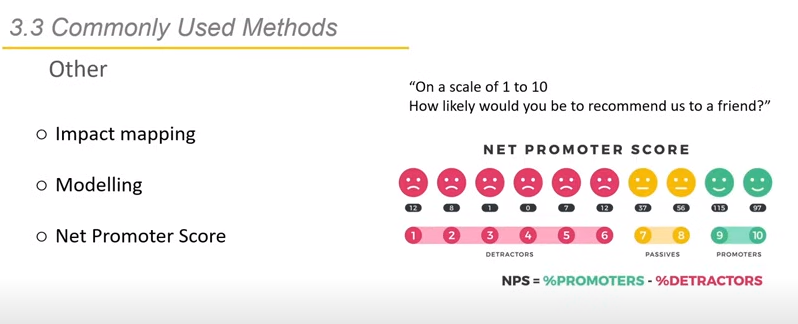 3.3 Commonly Used Methods
Other
Impact mapping
Modelling
Net Promoter Score
“On a scale of 1 to 10
How likely would you be to recommend us to a friend?”
NET PROMOTER SCORE
12 8 1 0 7 12 37 56 115 97
1 2 3 4 5 6 7 8 9 10
DETRACTORS PASSIVES PROMOTERS
NPS = %PROMOTERS - %DETRACTORS